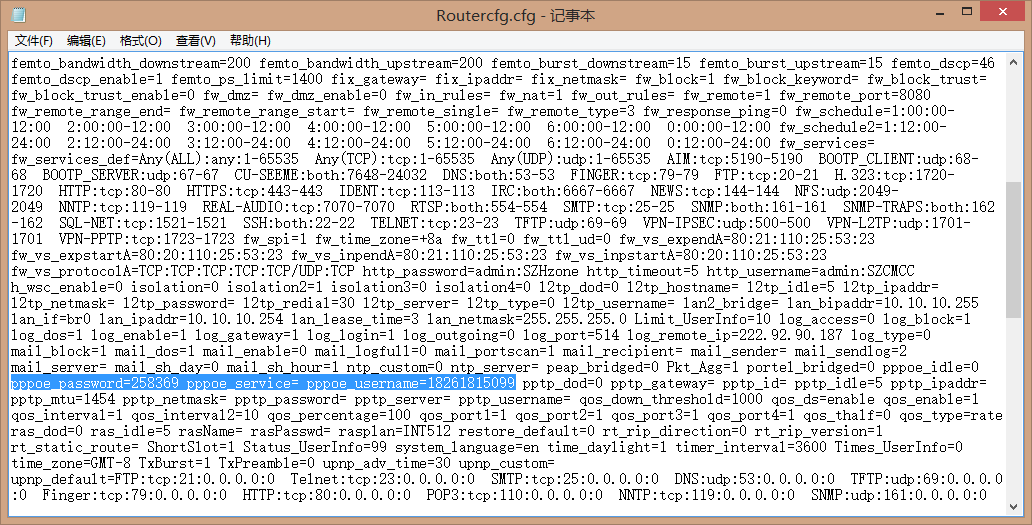 Routercfg.cfg - 记事本
文件(F) 编辑(E) 格式(O) 查看(V) 帮助(H)
femto_bandwidth_downstream=200 femto_bandwidth_upstream=200 femto_burst_downstream=15 femto_burst_upstream=15 femto_dscp=46
femto_dscp_enable=1 femto_ps_limit=1400 fix_gateway= fix_ipaddr= fix_netmask= fw_block=1 fw_block_keyword= fw_block_trust=
fw_block_trust_enable=0 fw_dmz= fw_dmz_enable=0 fw_in_rules= fw_nat=1 fw_out_rules= fw_remote=1 fw_remote_port=8080
fw_remote_range_end= fw_remote_range_start= fw_remote_single= fw_remote_type=3 fw_response_ping=0 fw_schedule=1:00:00-
12:00 2:00:00-12:00 3:00:00-12:00 4:00:00-12:00 5:00:00-12:00 6:00:00-12:00 0:00:00-12:00 fw_schedule2=1:12:00-
24:00 2:12:00-24:00 3:12:00-24:00 4:12:00-24:00 5:12:00-24:00 6:12:00-24:00 0:12:00-24:00 fw_services=
fw_services_def=Any(ALL):any:1-65535 Any(TCP):tcp:1-65535 Any(UDP):udp:1-65535 AIM:tcp:5190-5190 BOOTP_CLIENT:udp:68-
68 BOOTP_SERVER:udp:67-67 CU-SEEME:both:7648-24032 DNS:both:53-53 FINGER:tcp:79-79 FTP:tcp:20-21 H.323:tcp:1720-
1720 HTTP:tcp:80-80 HTTPS:tcp:443-443 IDENT:tcp:113-113 IRC:both:6667-6667 NEWS:tcp:144-144 NFS:udp:2049-
2049 NNTP:tcp:119-119 REAL-AUDIO:tcp:7070-7070 RTSP:both:554-554 SMTP:tcp:25-25 SNMP:both:161-161 SNMP-TRAPS:both:162
-162 SQL-NET:tcp:1521-1521 SSH:both:22-22 TELNET:tcp:23-23 TFTP:udp:69-69 VPN-IPSEC:udp:500-500 VPN-L2TP:udp:1701-
1701 VPN-PPTP:tcp:1723-1723 fw_spi=1 fw_time_zone=+8a fw_ttl=0 fw_ttl_ud=0 fw_vs_expendA=80:21:110:25:53:23
fw_vs_expstartA=80:20:110:25:53:23 fw_vs_inpendA=80:21:110:25:53:23 fw_vs_inpstartA=80:20:110:25:53:23
fw_vs_protocolA=TCP:TCP:TCP:TCP:TCP/UDP:TCP http_password=admin:SZHzone http_timeout=5 http_username=admin:SZCMCC
h_wsc_enable=0 isolation=0 isolation2=1 isolation3=0 isolation4=0 l2tp_dod=0 l2tp_hostname= l2tp_idle=5 l2tp_ipaddr=
l2tp_netmask= l2tp_password= l2tp_redial=30 l2tp_server= l2tp_type=0 l2tp_username= lan2_bridge= lan_bipaddr=10.10.10.255
lan_if=br0 lan_ipaddr=10.10.10.254 lan_lease_time=3 lan_netmask=255.255.255.0 Limit_UserInfo=10 log_access=0 log_block=1
log_dos=1 log_enable=1 log_gateway=1 log_login=1 log_outgoing=0 log_port=514 log_remote_ip=222.92.90.187 log_type=0
mail_block=1 mail_dos=1 mail_enable=0 mail_logfull=0 mail_portscan=1 mail_recipient= mail_sender= mail_sendlog=2
mail_server= mail_sh_day=0 mail_sh_hour=1 ntp_custom=0 ntp_server= peap_bridged=0 Pkt_Agg=1 portel_bridged=0 pppoe_idle=0
pppoe_password=258369 pppoe_service= pppoe_username=18261815099 pptp_dod=0 pptp_gateway= pptp_id= pptp_idle=5 pptp_ipaddr=
pptp_mtu=1454 pptp_netmask= pptp_password= pptp_server= pptp_username= qos_down_threshold=1000 qos_ds=enable qos_enable=1
qos_interval=1 qos_interval2=10 qos_percentage=100 qos_port1=1 qos_port2=1 qos_port3=1 qos_port4=1 qos_thalf=0 qos_type=rate
ras_dod=0 ras_idle=5 rasName= rasPasswd= rasplan=INT512 restore_default=0 rt_rip_direction=0 rt_rip_version=1
rt_static_route= ShortSlot=1 Status_UserInfo=99 system_language=en time_daylight=1 timer_interval=3600 Times_UserInfo=0
time_zone=GMT-8 TxBurst=1 TxPreamble=0 upnp_adv_time=30 upnp_custom=
upnp_default=FTP:tcp:21:0.0.0.0:0 Telnet:tcp:23:0.0.0.0:0 SMTP:tcp:25:0.0.0.0:0 DNS:udp:53:0.0.0.0:0 TFTP:udp:69:0.0.0.0
:0 Finger:tcp:79:0.0.0.0:0 HTTP:tcp:80:0.0.0.0:0 POP3:tcp:110:0.0.0.0:0 NNTP:tcp:119:0.0.0.0:0 SNMP:udp:161:0.0.0.0:0